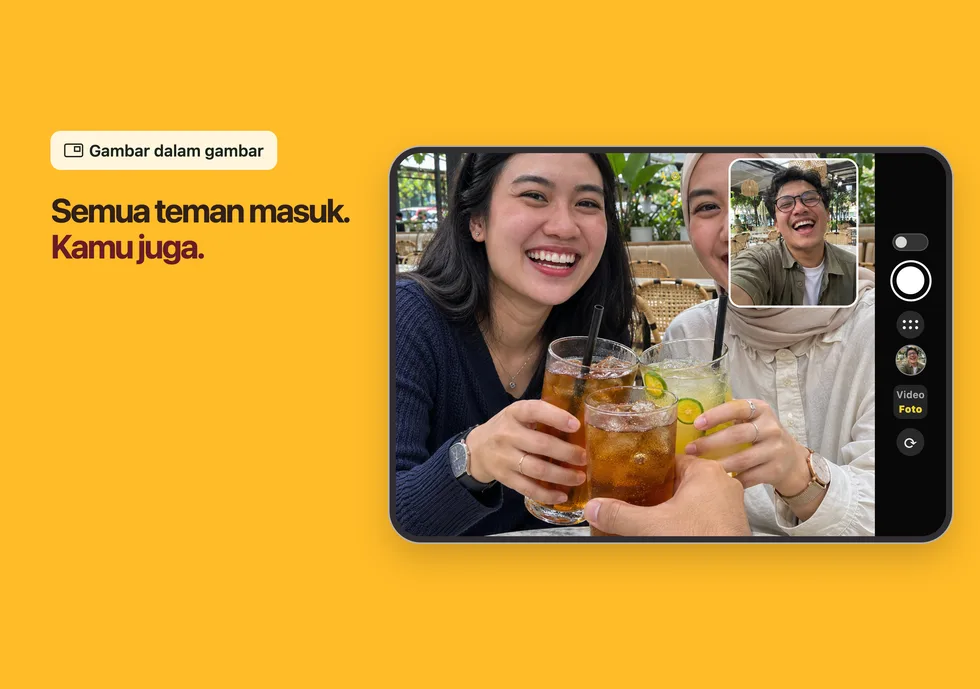 Gambar dalam gambar
Semua teman masuk.
Kamu juga.
Video
Foto